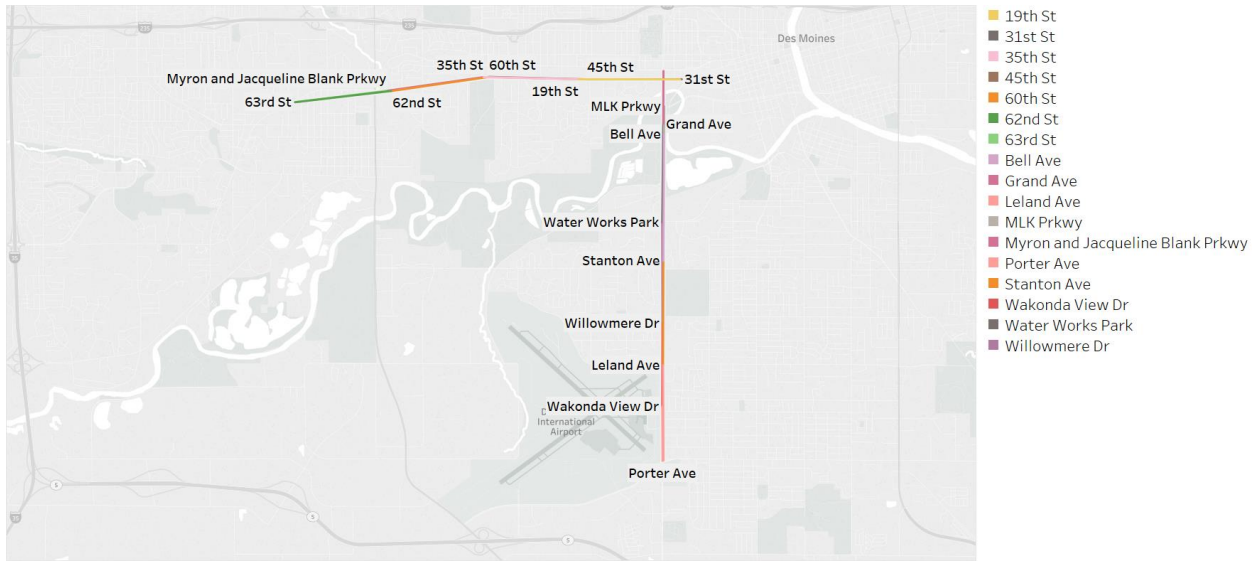 Des Moines
Myron and Jacqueline Blank Prkwy
35th St
60th St
45th St
31st St
63rd St
62nd St
19th St
MLK Prkwy
Grand Ave
Bell Ave
Water Works Park
Stanton Ave
Willowmere Dr
Leland Ave
Wakonda View Dr
International
Airport
Porter Ave
5
5
5
19th St
31st St
35th St
45th St
60th St
62nd St
63rd St
Bell Ave
Grand Ave
Leland Ave
MLK Prkwy
Myron and Jacqueline Blank Prkwy
Porter Ave
Stanton Ave
Wakonda View Dr
Water Works Park
Willowmere Dr